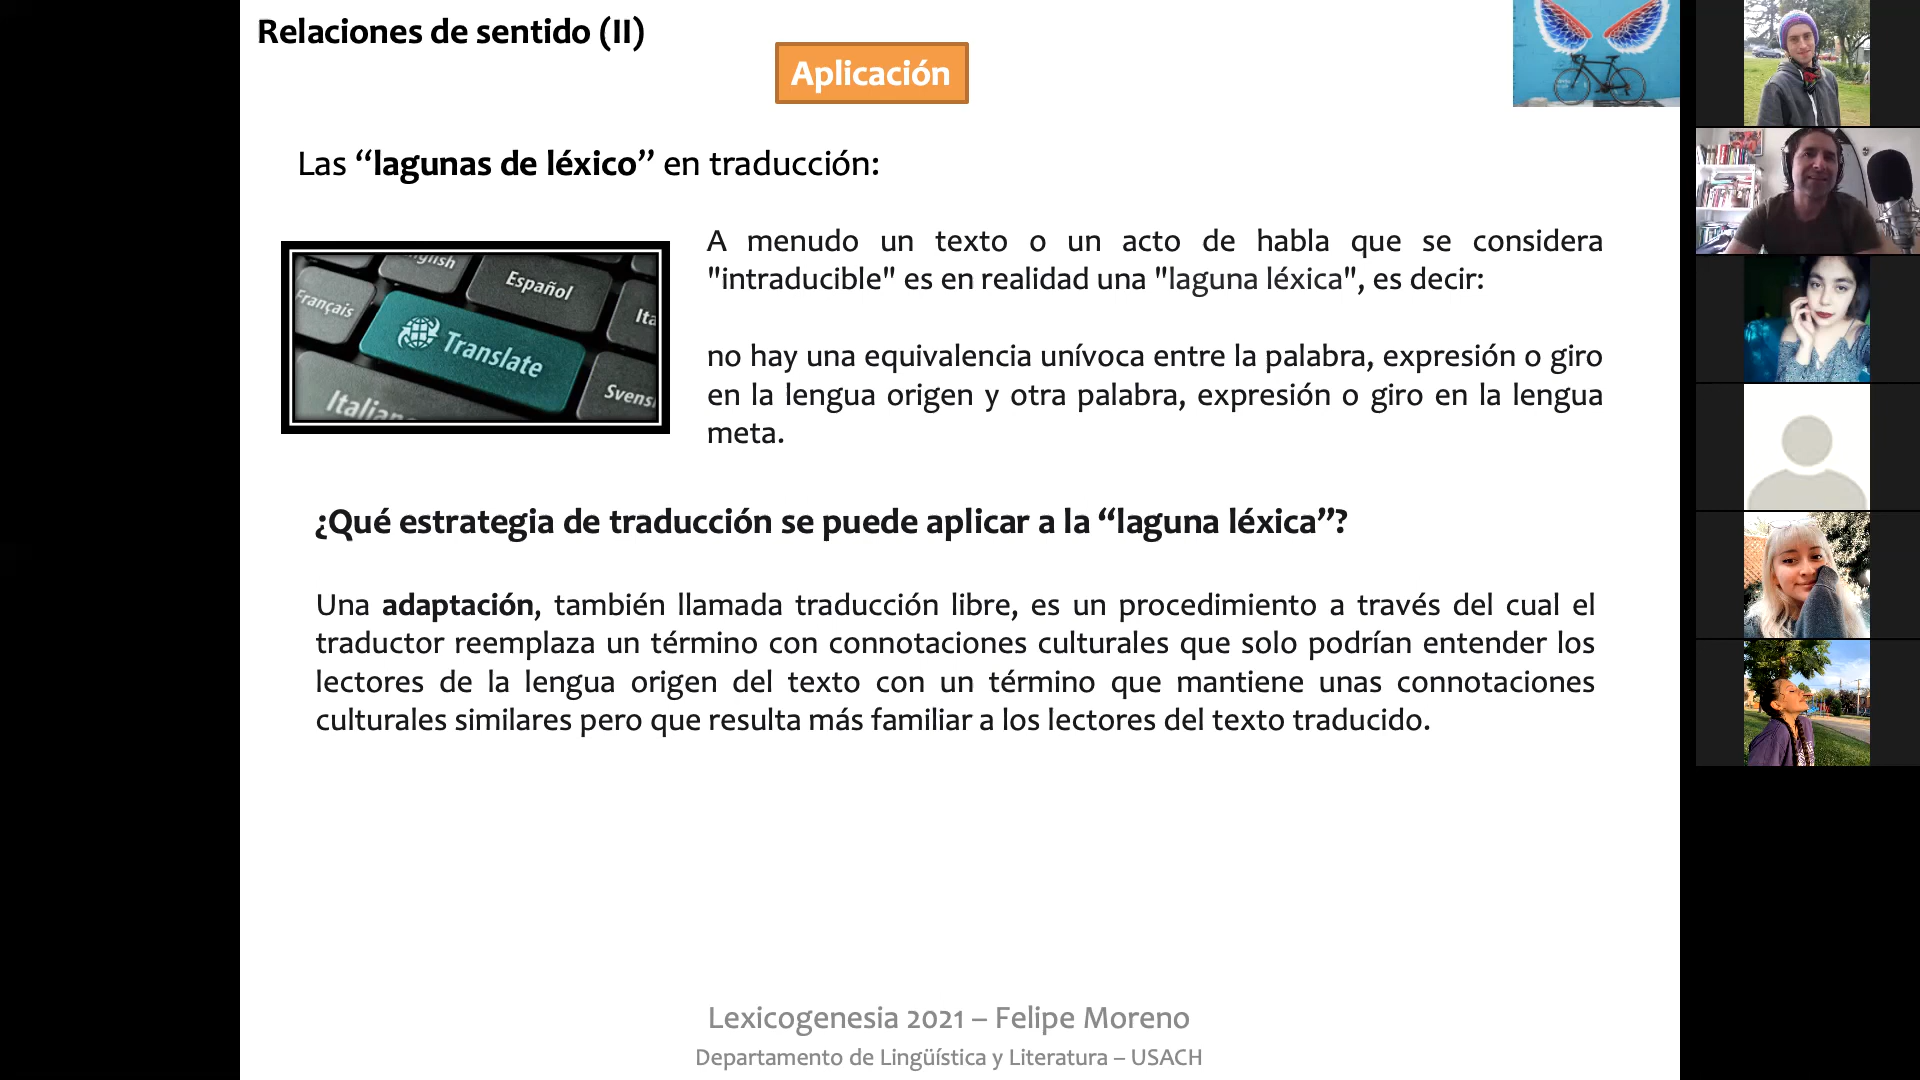 Relaciones de sentido (II)
Aplicación
Las “lagunas de léxico” en traducción:
A menudo un texto o un acto de habla que se considera
"intraducible" es en realidad una "laguna léxica", es decir:
no hay una equivalencia unívoca entre la palabra, expresión o giro
en la lengua origen y otra palabra, expresión o giro en la lengua
meta.
Español
Français
Translate
Ita
Svens
Italian
¿Qué estrategia de traducción se puede aplicar a la “laguna léxica”?
Una adaptación, también llamada traducción libre, es un procedimiento a través del cual el
traductor reemplaza un término con connotaciones culturales que solo podrían entender los
lectores de la lengua origen del texto con un término que mantiene unas connotaciones
culturales similares pero que resulta más familiar a los lectores del texto traducido.
Lexicogenesia 2021 – Felipe Moreno
Departamento de Lingüística y Literatura – USACH